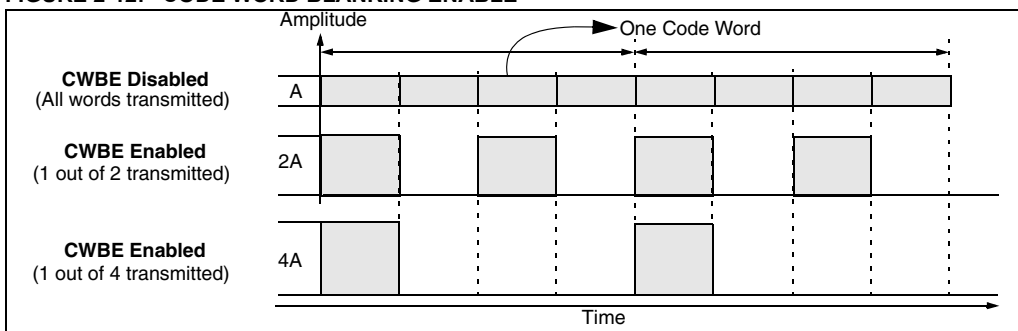 FIGURE 2-12: CODE WORD BLANKING ENABLE
Amplitude
One Code Word
CWBE Disabled
(All words transmitted)
A
CWBE Enabled
(1 out of 2 transmitted)
2A
CWBE Enabled
(1 out of 4 transmitted)
4A
Time